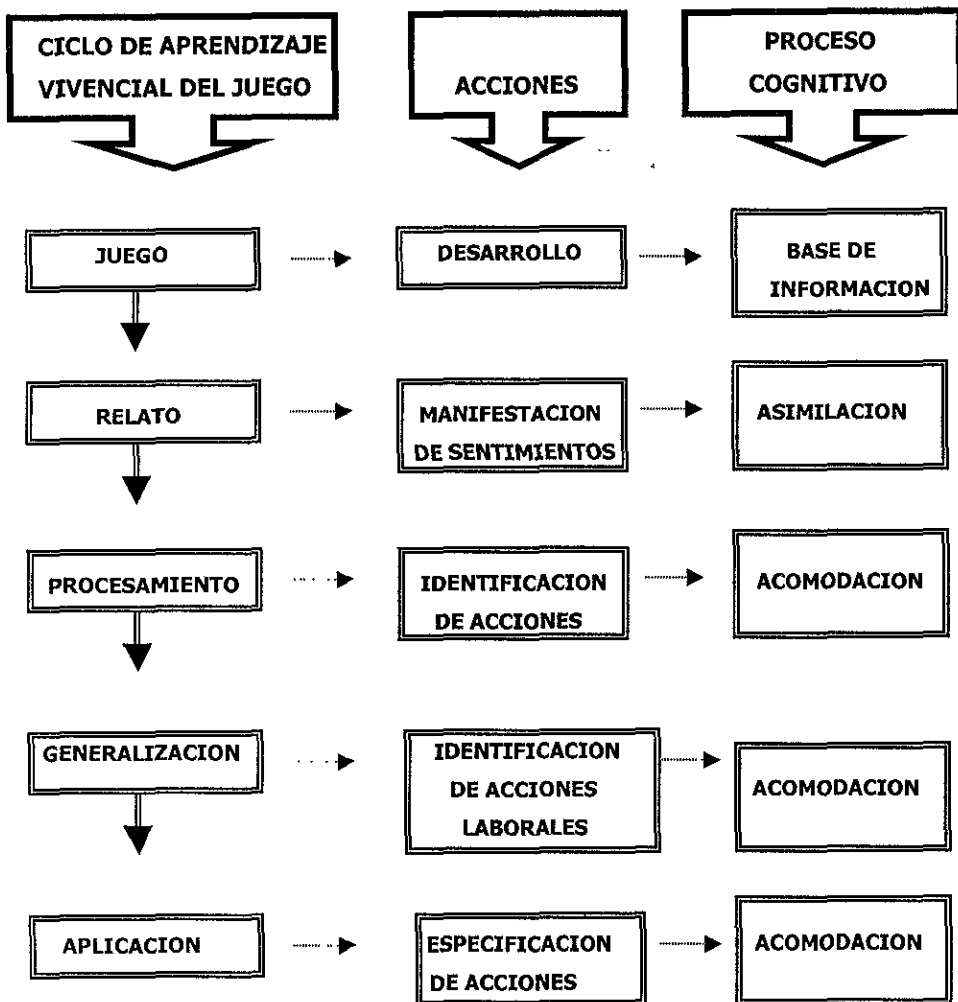 CICLO DE APRENDIZAJE
VIVENCIAL DEL JUEGO
ACCIONES
PROCESO
COGNITIVO
JUEGO
DESARROLLO
BASE DE
INFORMACION
RELATO
MANIFESTACION
DE SENTIMIENTOS
ASIMILACION
PROCESAMIENTO
IDENTIFICACION
DE ACCIONES
ACOMODACION
GENERALIZACION
IDENTIFICACION
DE ACCIONES
LABORALES
ACOMODACION
APLICACION
ESPECIFICACION
DE ACCIONES
ACOMODACION